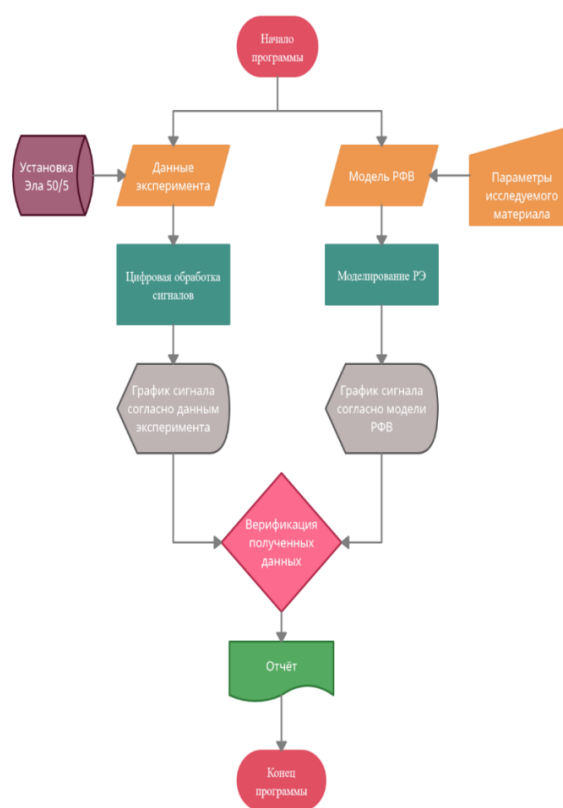 Начало
программы
Установка
Эла 50/5
Данные
эксперимента
Модель РФВ
Параметры
исследуемого
материала
Цифровая обработка
сигналов
Моделирование РЭ
График сигнала
согласно данным
эксперимента
График сигнала
согласно модели
РФВ
Верификация
полученных
данных
Отчёт
Конец
программы